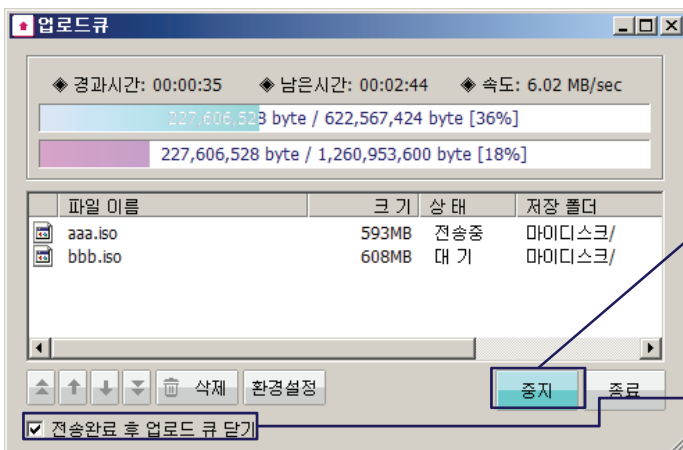 업로드큐
◈ 경과시간: 00:00:35 ◈ 남은시간: 00:02:44 ◈ 속도: 6.02 MB/sec
227,606,528 byte / 622,567,424 byte [36%]
227,606,528 byte / 1,260,953,600 byte [18%]
파일 이름 크 기 상 태 저장 폴더
aaa.iso 593MB 전송중 마이디스크/
bbb.iso 608MB 대 기 마이디스크/
삭제 환경설정 중지 종료
전송완료 후 업로드 큐 닫기